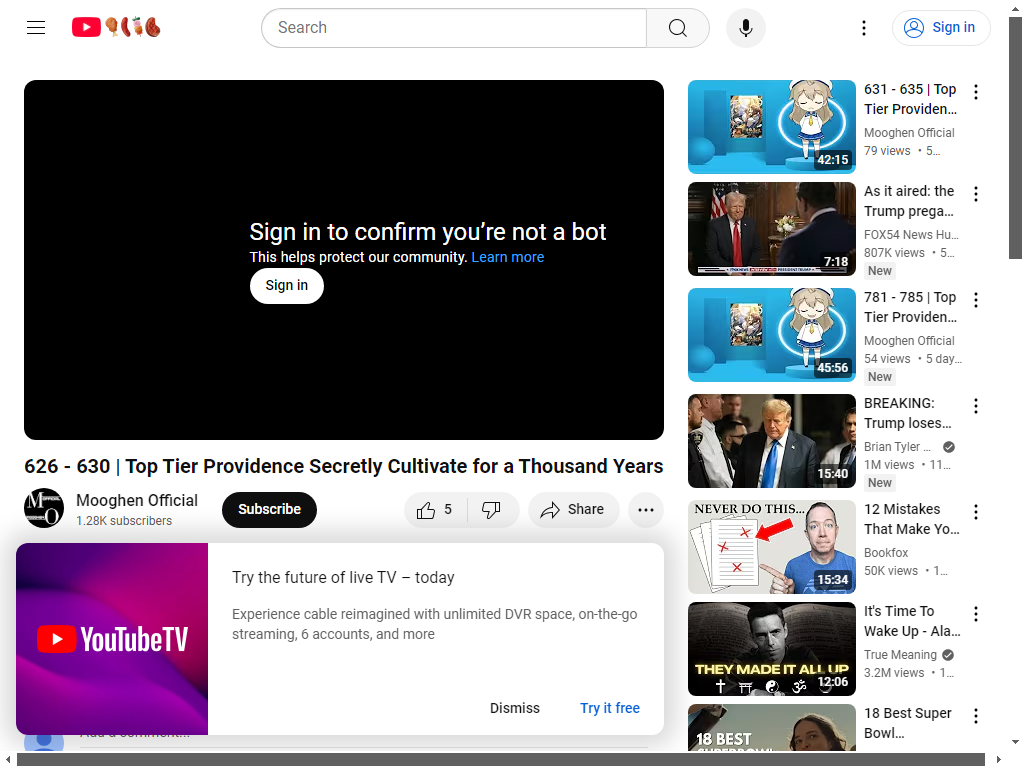 Search
Sign in
Sign in to confirm you’re not a bot
This helps protect our community. Learn more
Sign in
626 - 630 | Top Tier Providence Secretly Cultivate for a Thousand Years
Mooghen Official
1.28K subscribers
Subscribe
5
Share
Try the future of live TV – today
Experience cable reimagined with unlimited DVR space, on-the-go
streaming, 6 accounts, and more
YouTubeTV
Dismiss
Try it free
Add a comment...
631 - 635 | Top
Tier Providen...
Mooghen Official
79 views • 5...
42:15
As it aired: the
Trump prega...
FOX54 News Hu...
807K views • 5...
New
7:18
781 - 785 | Top
Tier Providen...
Mooghen Official
54 views • 5 day...
New
45:56
BREAKING:
Trump loses...
Brian Tyler ...
1M views • 11...
New
15:40
NEVER DO THIS...
15:34
12 Mistakes
That Make Yo...
Bookfox
50K views • 1...
THEY MADE IT ALL UP
12:06
It's Time To
Wake Up - Ala...
True Meaning
3.2M views • 1...
18 BEST
18 Best Super
Bowl...